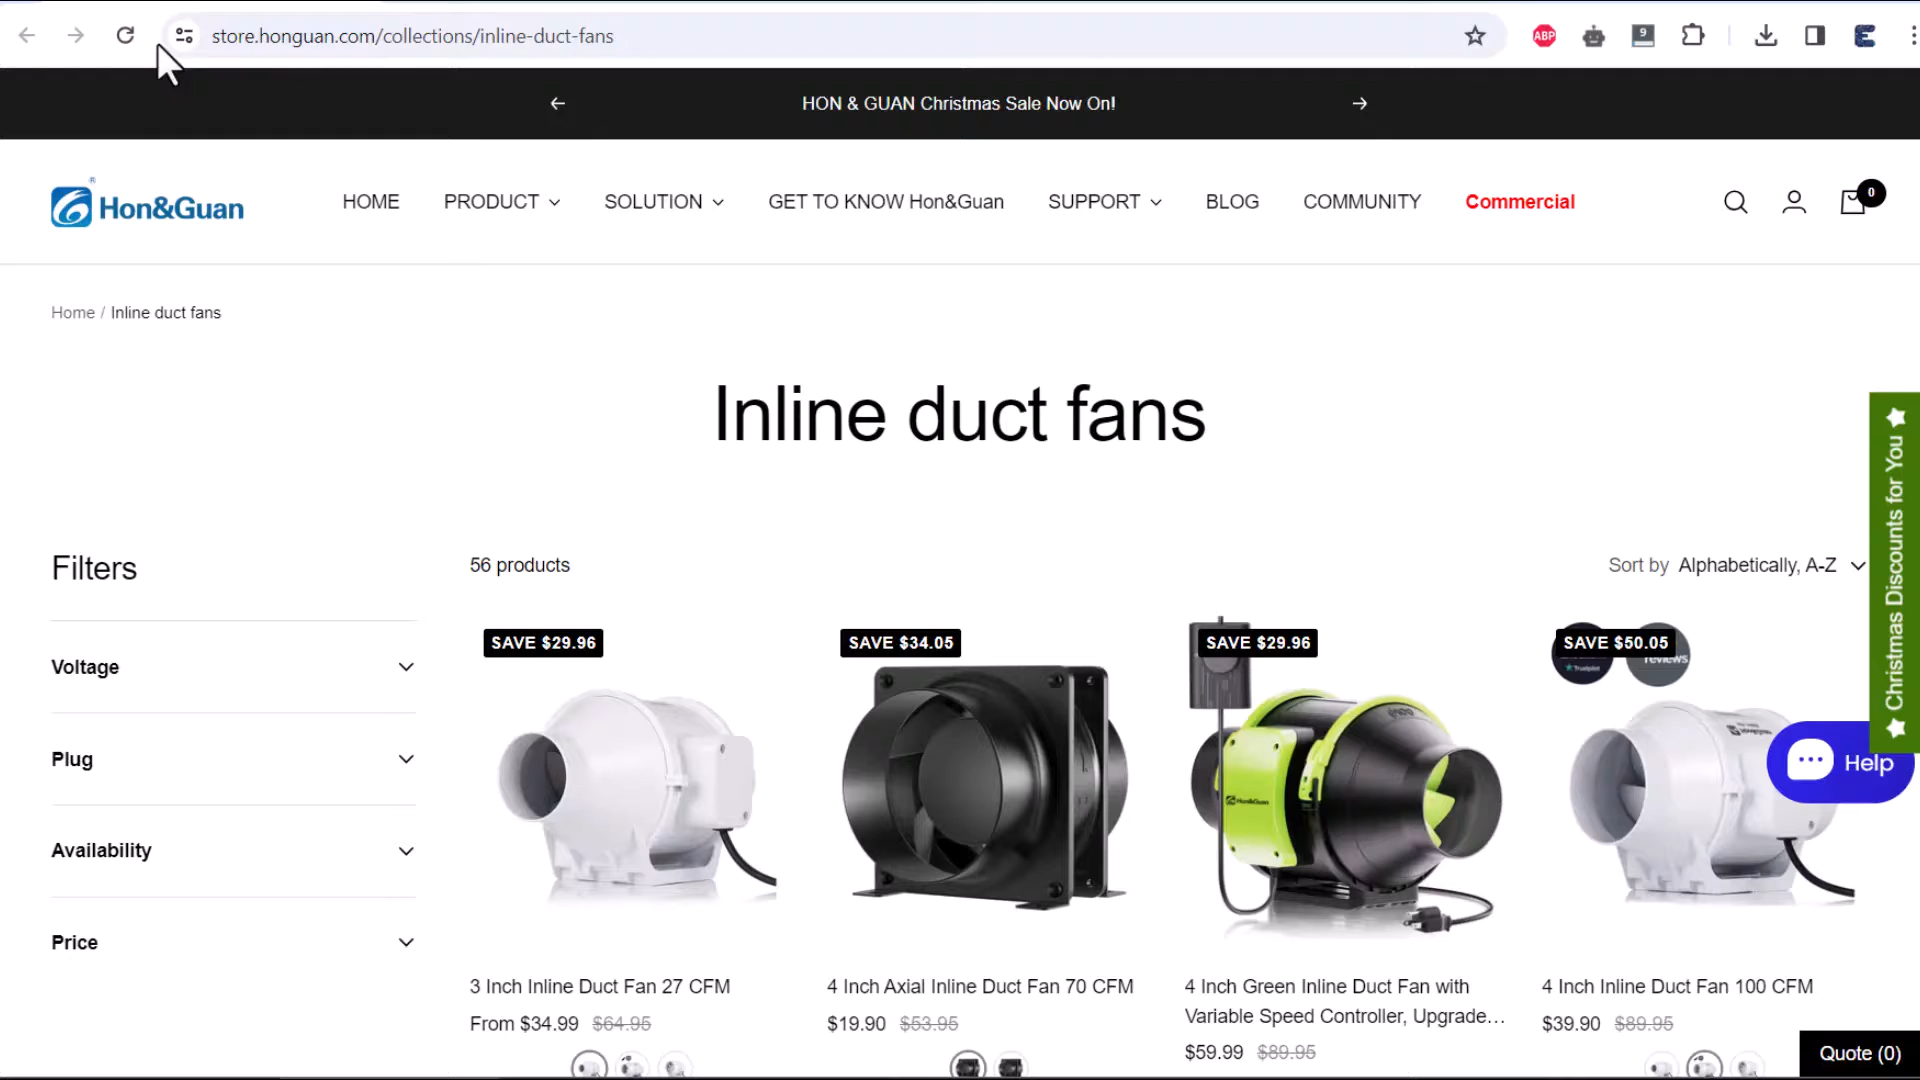 store.honguan.com/collections/inline-duct-fans
ABP
9
HON & GUAN Christmas Sale Now On!
Hon&Guan
®
HOME
PRODUCT
SOLUTION
GET TO KNOW Hon&Guan
SUPPORT
BLOG
COMMUNITY
Commercial
0
Home / Inline duct fans
Inline duct fans
Filters
56 products
Sort by Alphabetically, A-Z
Voltage
Plug
Availability
Price
SAVE $29.96
SAVE $34.05
SAVE $29.96
SAVE $50.05
Trustpilot
reviews
Hon&Guan
3 Inch Inline Duct Fan 27 CFM
From $34.99 $64.95
4 Inch Axial Inline Duct Fan 70 CFM
$19.90 $53.95
4 Inch Green Inline Duct Fan with
Variable Speed Controller, Upgrade…
$59.99 $89.95
4 Inch Inline Duct Fan 100 CFM
$39.90 $89.95
Christmas Discounts for You
Help
Quote (0)